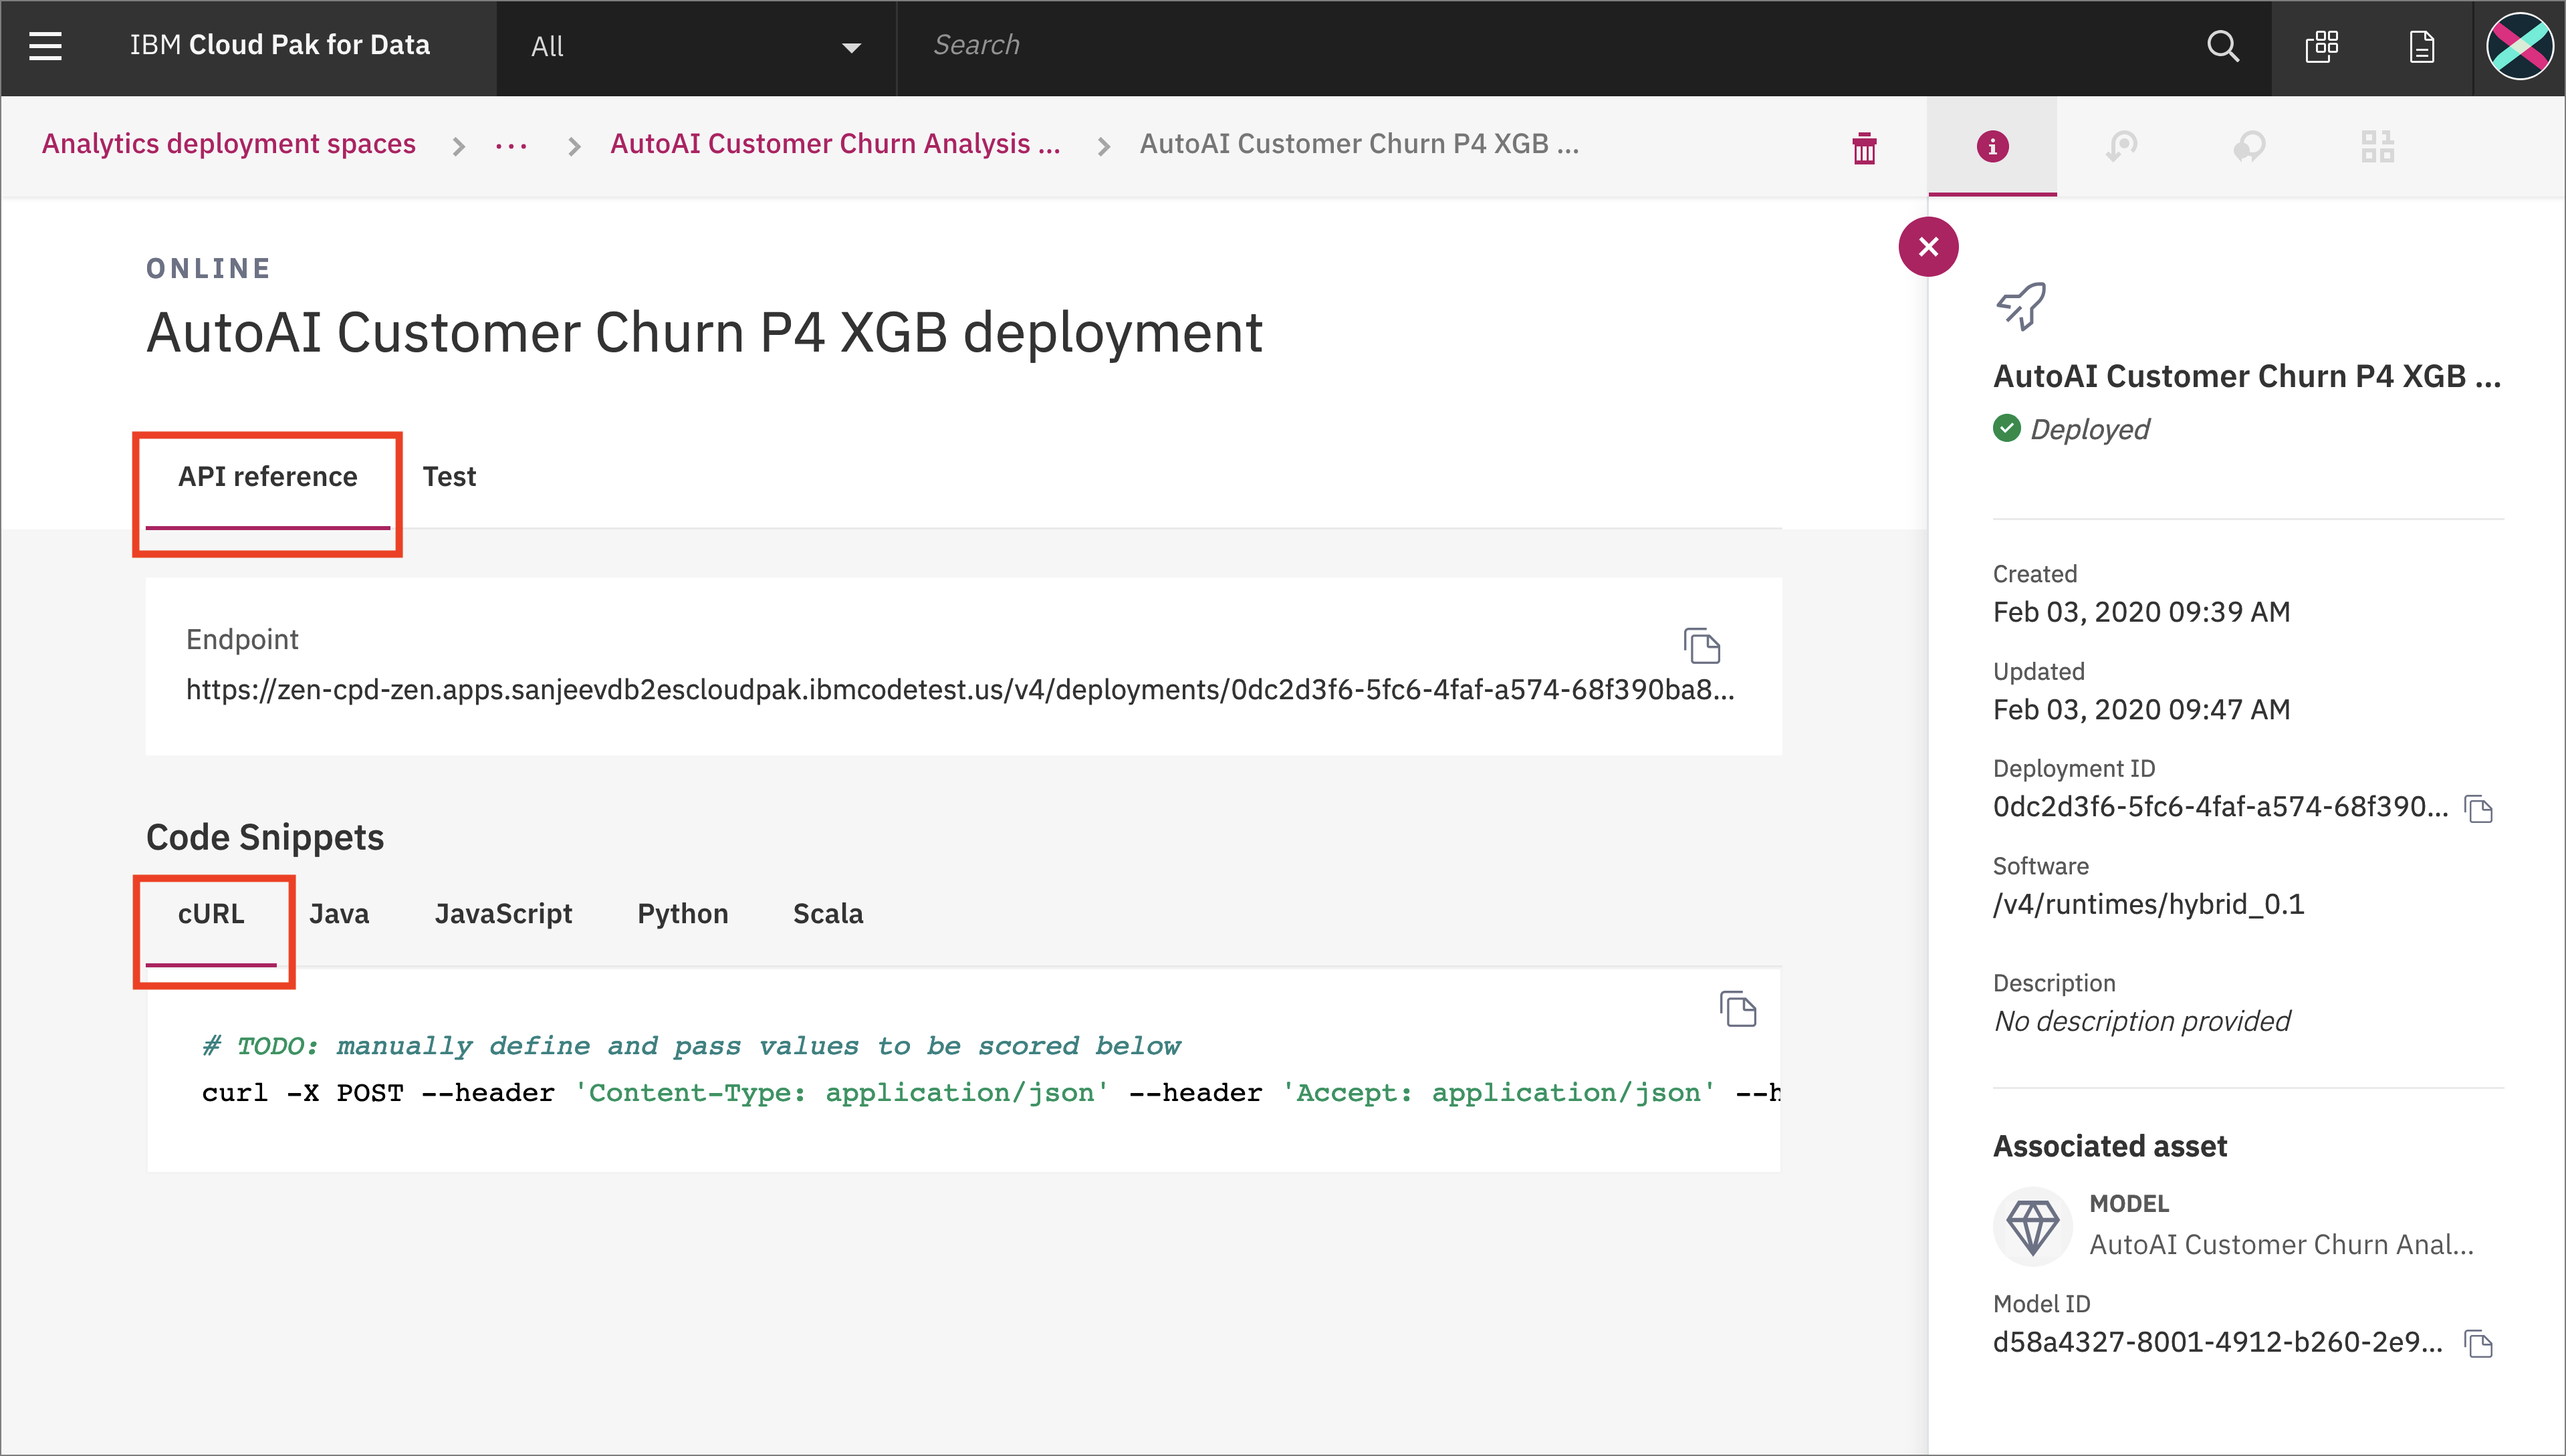 IBM Cloud Pak for Data
All
Search
Analytics deployment spaces > ... > AutoAI Customer Churn Analysis ... > AutoAI Customer Churn P4 XGB ...
ONLINE
AutoAI Customer Churn P4 XGB deployment
API reference
Test
Endpoint
https://zen-cpd-zen.apps.sanjeevdb2escloudpak.ibmcodetest.us/v4/deployments/0dc2d3f6-5fc6-4faf-a574-68f390ba8...
Code Snippets
cURL
Java
JavaScript
Python
Scala
# TODO: manually define and pass values to be scored below
curl -X POST --header 'Content-Type: application/json' --header 'Accept: application/json' --h
AutoAI Customer Churn P4 XGB ...
Deployed
Created
Feb 03, 2020 09:39 AM
Updated
Feb 03, 2020 09:47 AM
Deployment ID
0dc2d3f6-5fc6-4faf-a574-68f390...
Software
/v4/runtimes/hybrid_0.1
Description
No description provided
Associated asset
MODEL
AutoAI Customer Churn Anal...
Model ID
d58a4327-8001-4912-b260-2e9...